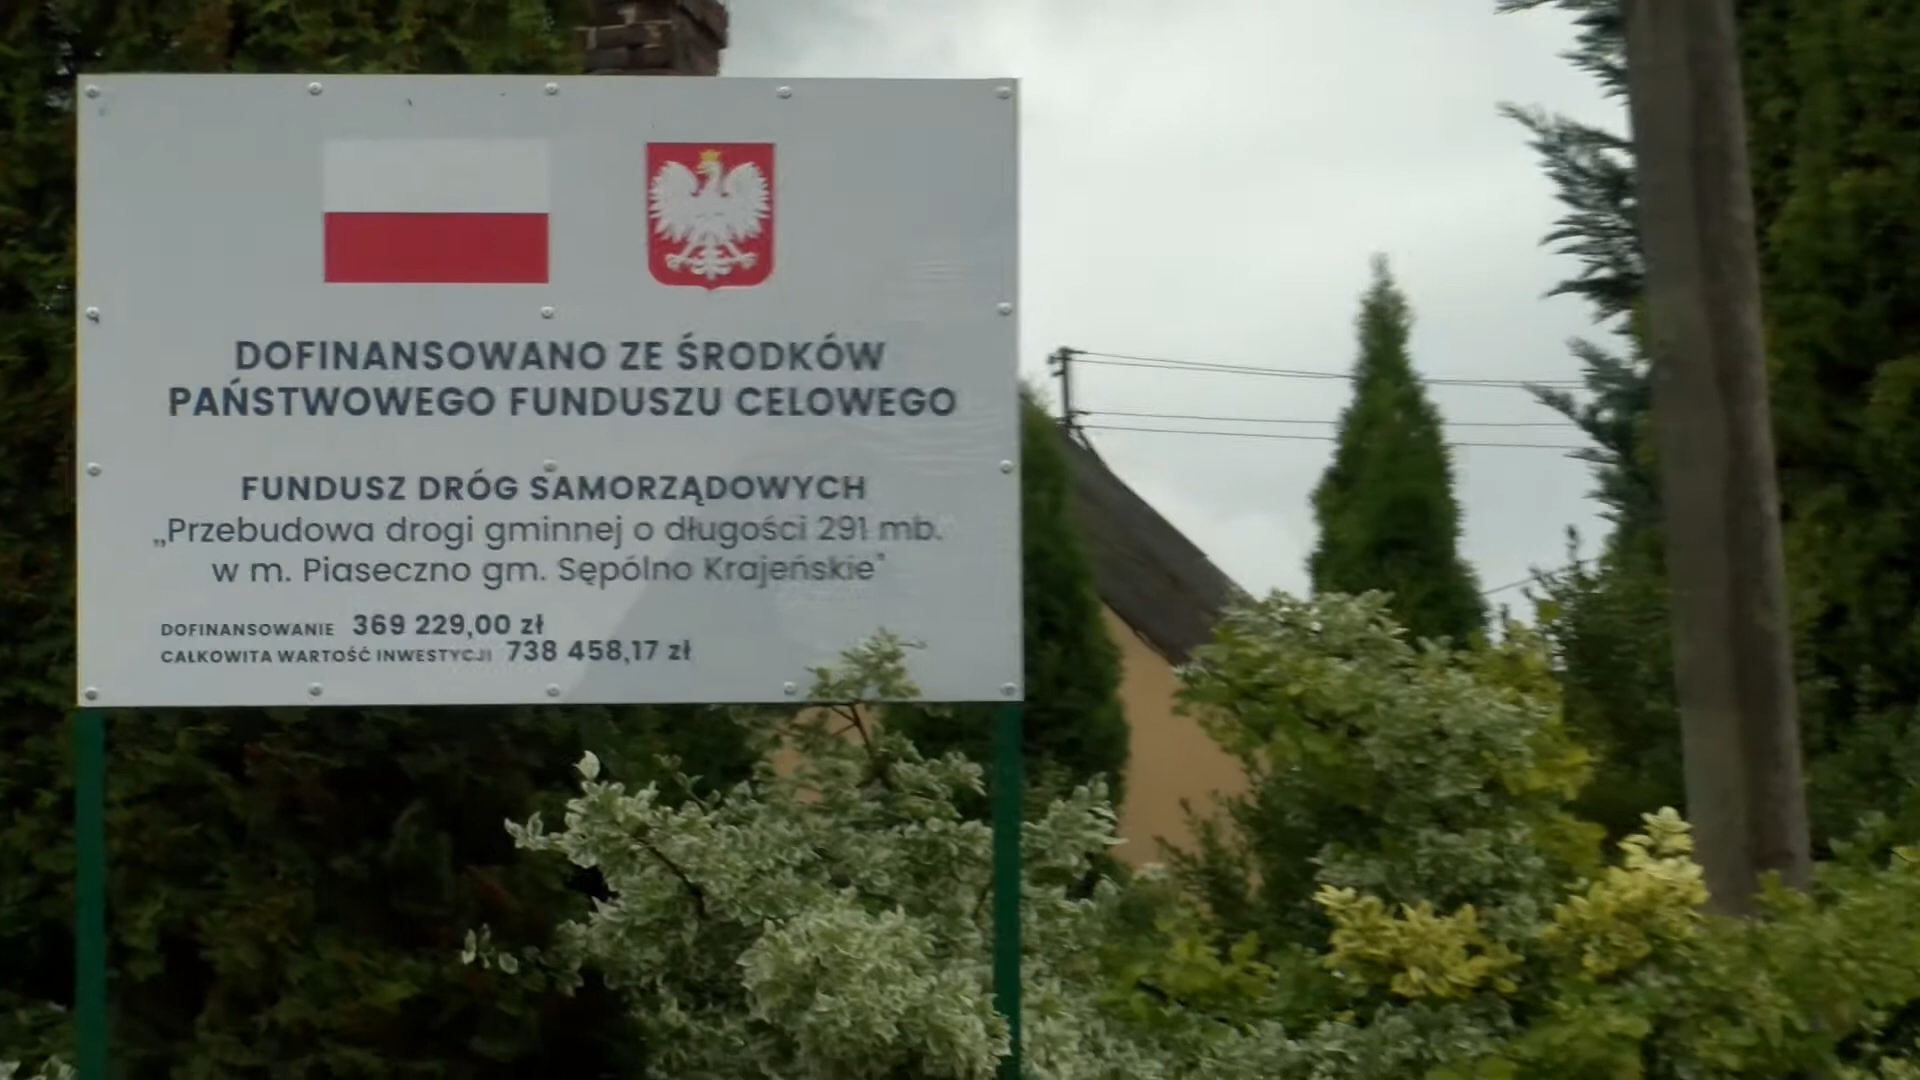 DOFINANSOWANO ZE ŚRODKÓW
PAŃSTWOWEGO FUNDUSZU CELOWEGO
FUNDUSZ DRÓG SAMORZĄDOWYCH
„Przebudowa drogi gminnej o długości 291 mb.
w m. Piaseczno gm. Sępólno Krajeńskie"
DOFINANSOWANIE 369 229,00 zł
CAŁKOWITA WARTOŚĆ INWESTYCJI 738 458,17 zł